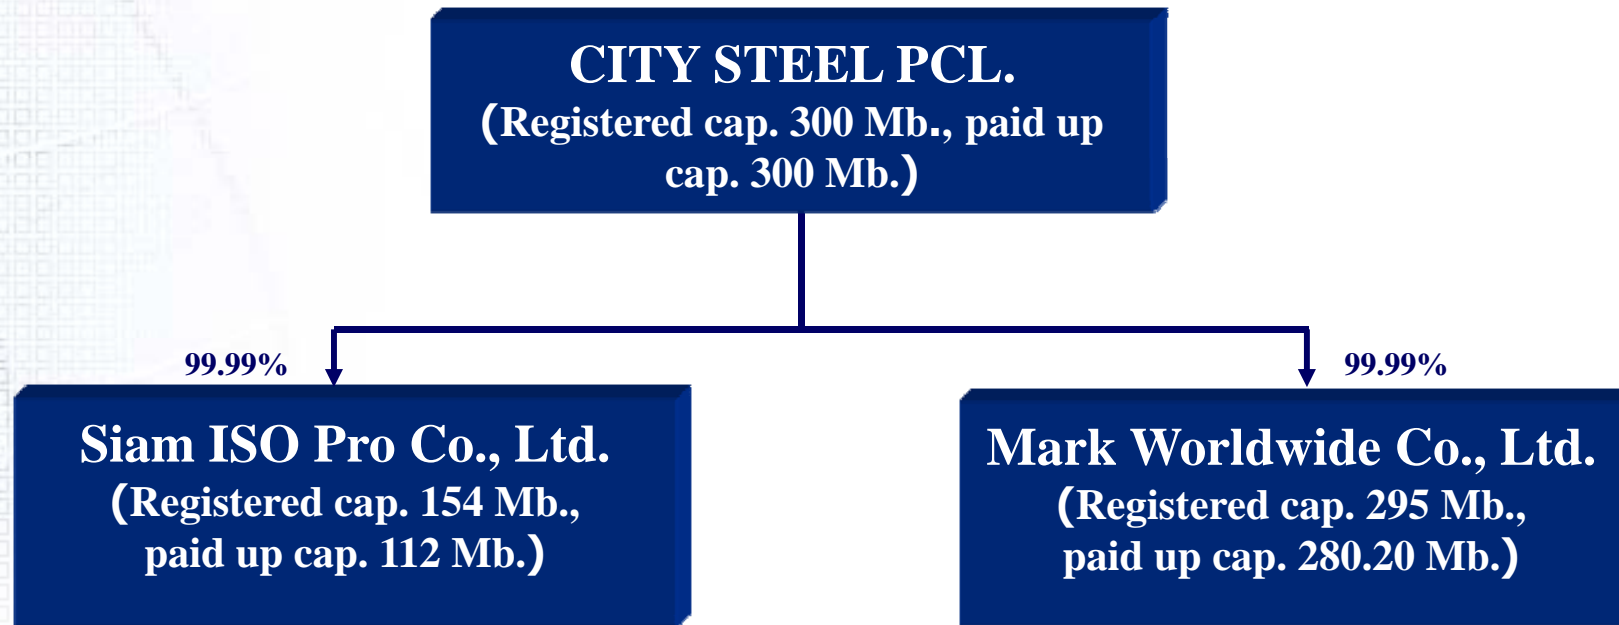 CITY STEEL PCL.
(Registered cap. 300 Mb., paid up
cap. 300 Mb.)
99.99%
99.99%
Siam ISO Pro Co., Ltd.
(Registered cap. 154 Mb.,
paid up cap. 112 Mb.)
Mark Worldwide Co., Ltd.
(Registered cap. 295 Mb.,
paid up cap. 280.20 Mb.)